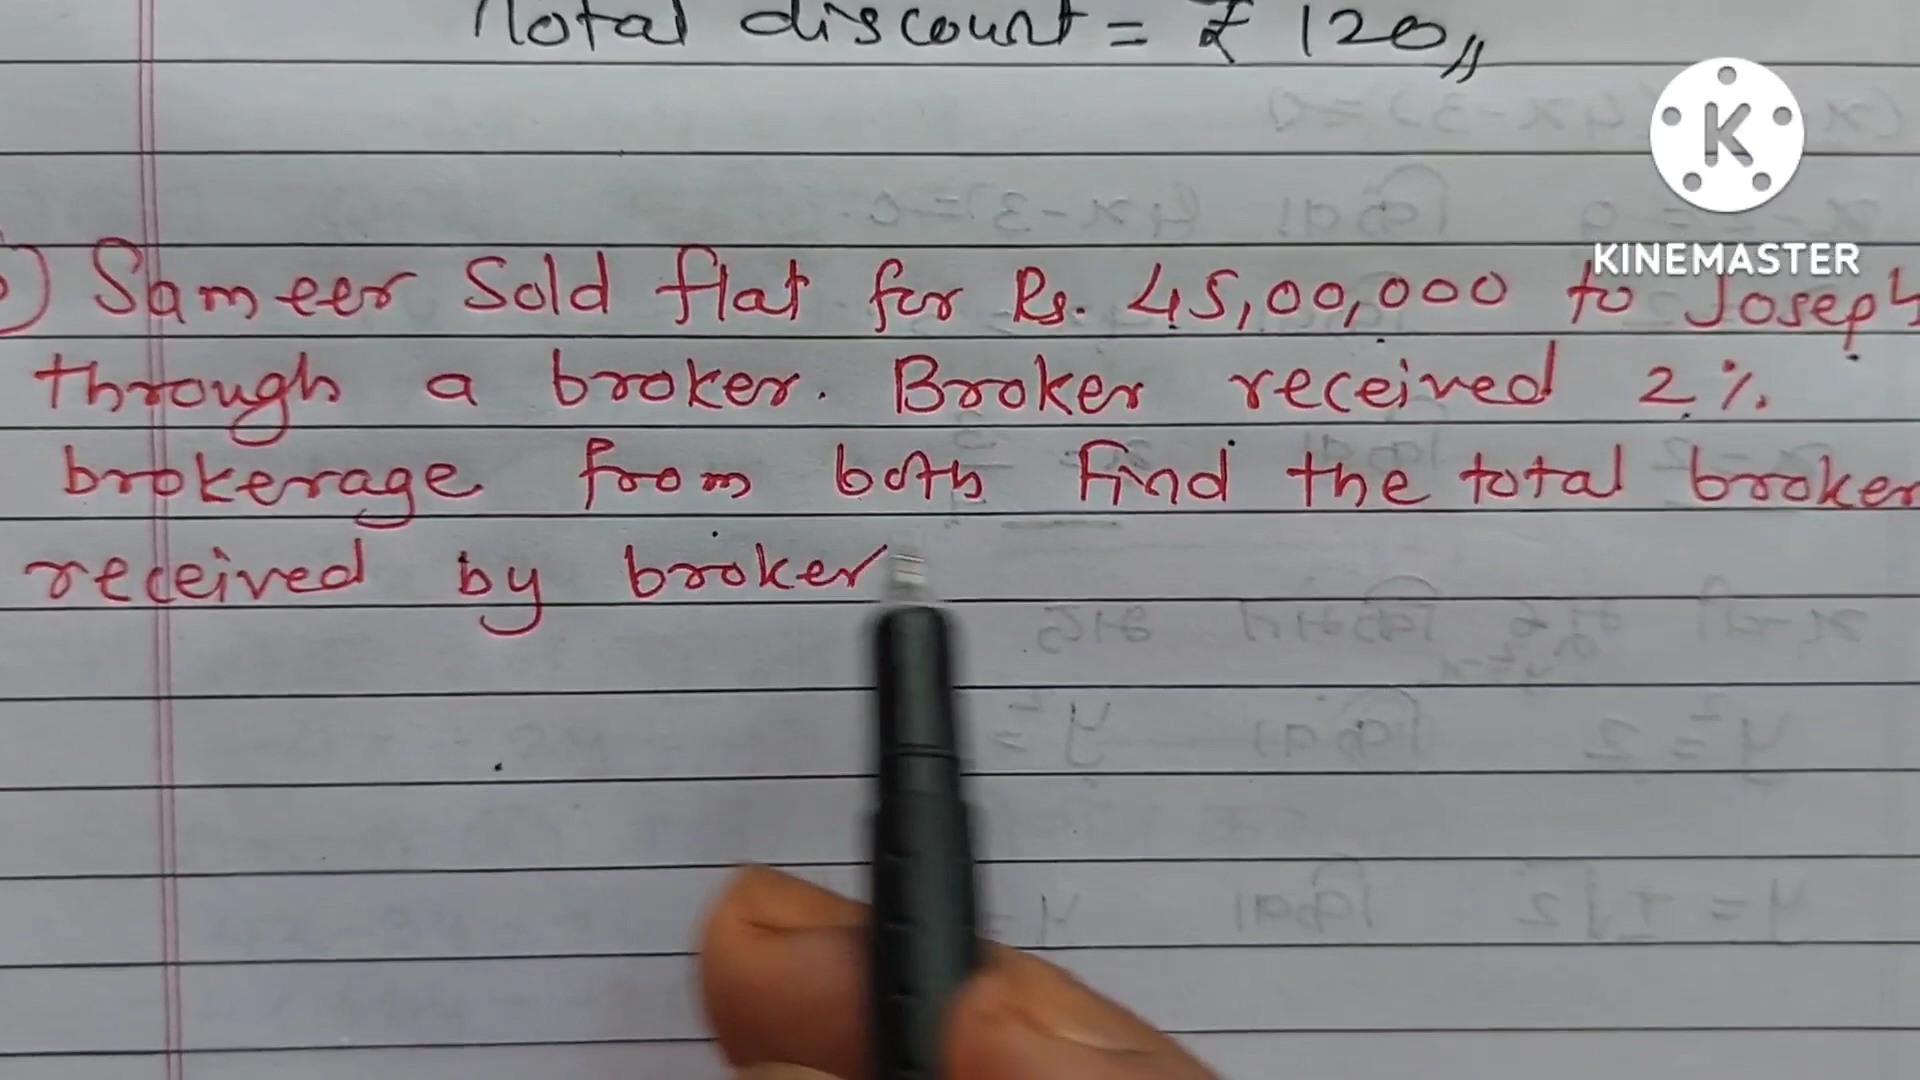 Total discount = ₹ 120,,
KINEMASTER
Sameer Sold flat for Rs. 45,00,000 to Joseph
through a broker. Broker received 2%
brokerage from both Find the total broker
received by broker